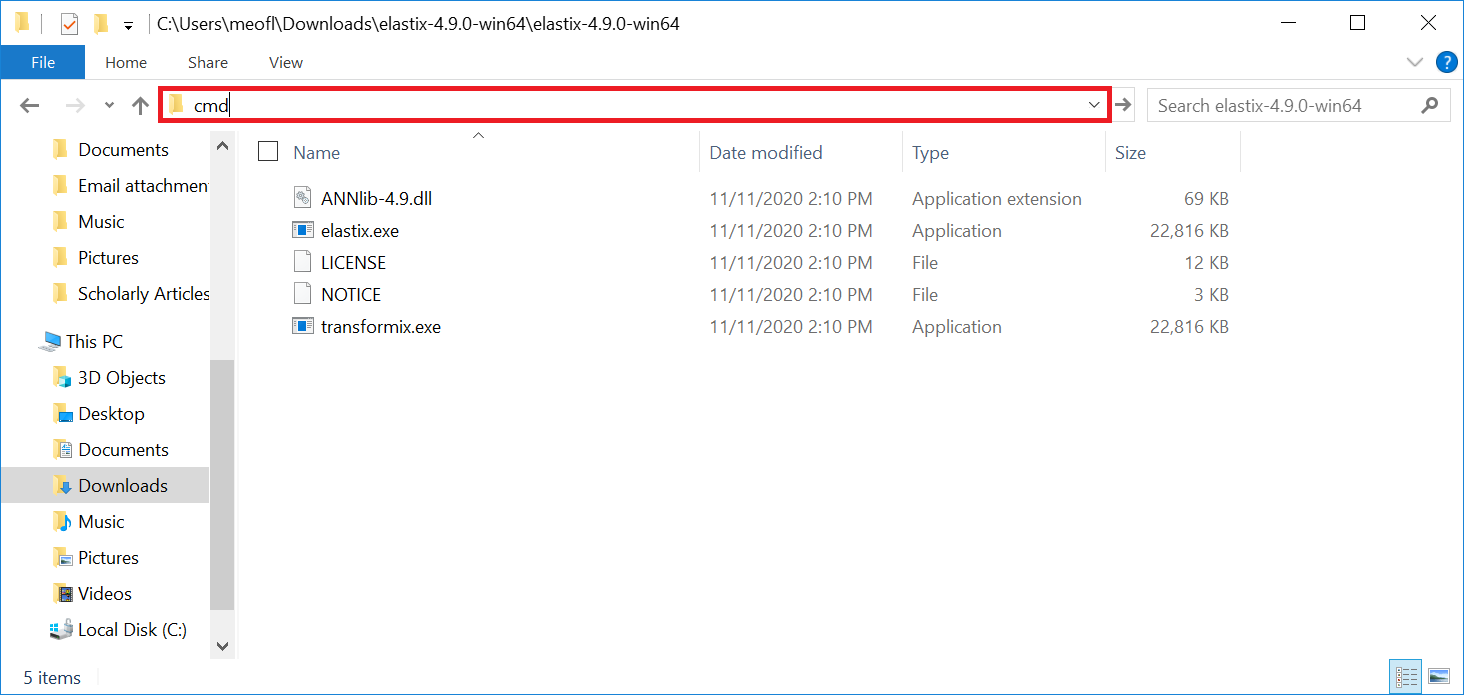 C:\Users\meofl\Downloads\elastix-4.9.0-win64\elastix-4.9.0-win64
File Home Share View ?
cmd Search elastix-4.9.0-win64
Documents
Email attachmen
Music
Pictures
Scholarly Articles
This PC
3D Objects
Desktop
Documents
Downloads
Music
Pictures
Videos
Local Disk (C:)
Name Date modified Type Size
ANNlib-4.9.dll 11/11/2020 2:10 PM Application extension 69 KB
elastix.exe 11/11/2020 2:10 PM Application 22,816 KB
LICENSE 11/11/2020 2:10 PM File 12 KB
NOTICE 11/11/2020 2:10 PM File 3 KB
transformix.exe 11/11/2020 2:10 PM Application 22,816 KB
5 items